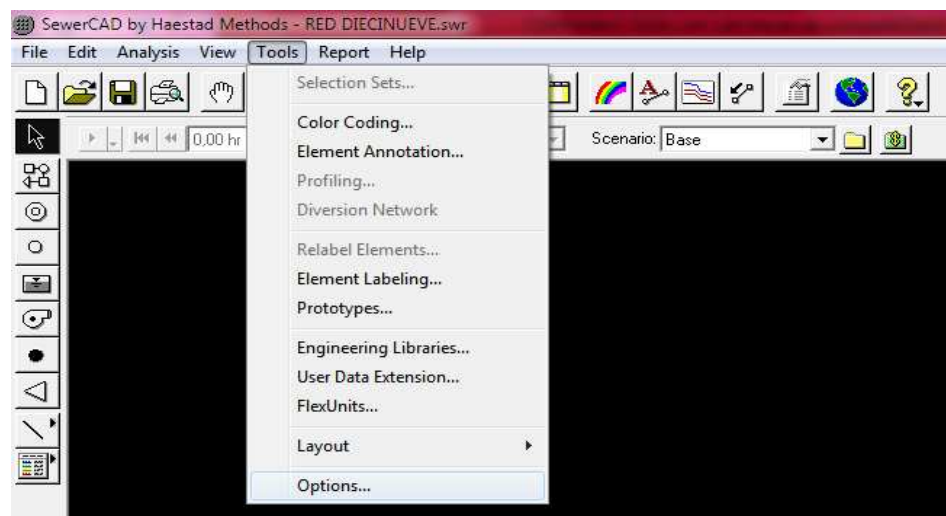 SewerCAD by Haestad Methods - RED DIECINUEVE.swr
File Edit Analysis View Tools Report Help
0,00 hr
Scenario: Base
Selection Sets...
Color Coding...
Element Annotation...
Profiling...
Diversion Network
Relabel Elements...
Element Labeling...
Prototypes...
Engineering Libraries...
User Data Extension...
FlexUnits...
Layout
Options...